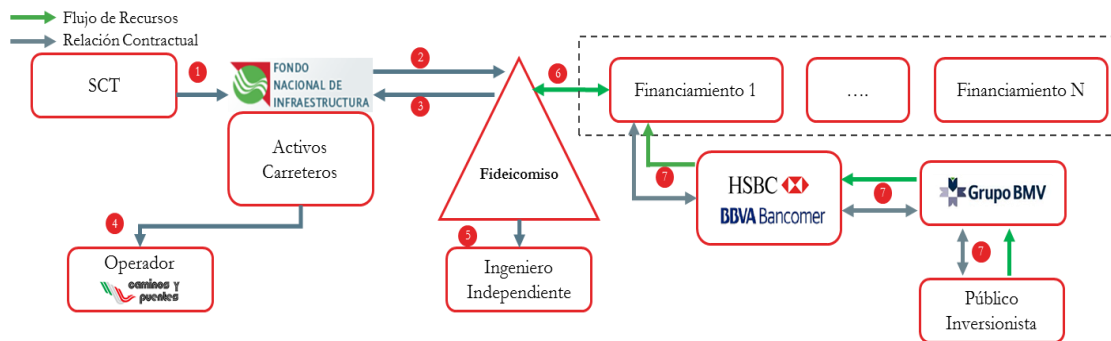 Flujo de Recursos
Relación Contractual
SCT
1
FONDO
NACIONAL DE
INFRAESTRUCTURA
2
3
Activos
Carreteros
4
Operador
caminos y
puentes
Fideicomiso
5
Ingeniero
Independiente
6
Financiamiento 1
....
Financiamiento N
7
HSBC
BBVA Bancomer
7
Grupo BMV
7
Público
Inversionista